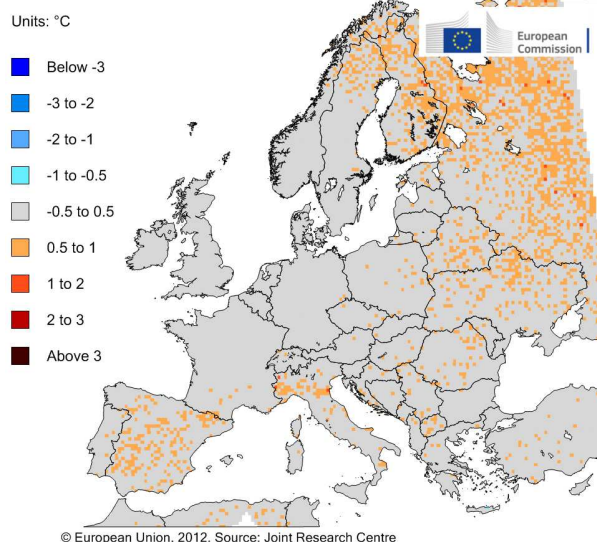 Units: °C
European
Commission
Below -3
-3 to -2
-2 to -1
-1 to -0.5
-0.5 to 0.5
0.5 to 1
1 to 2
2 to 3
Above 3
© European Union, 2012. Source: Joint Research Centre